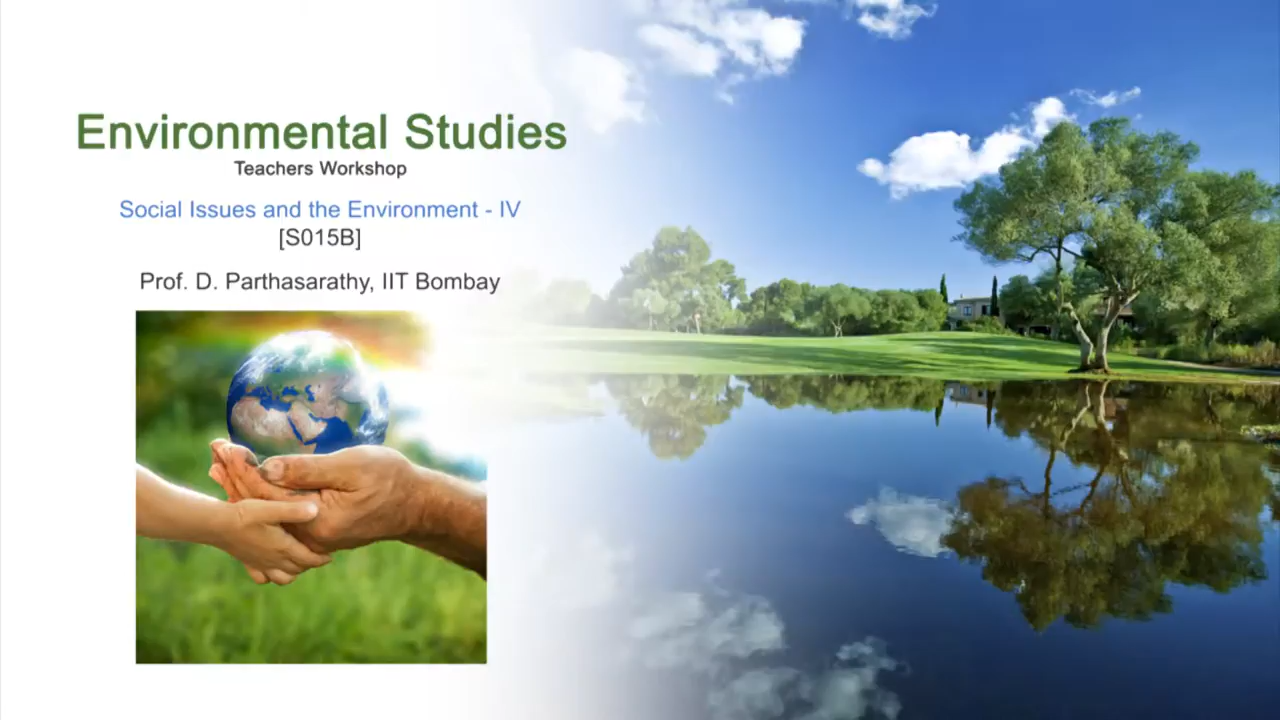 Environmental Studies
Teachers Workshop
Social Issues and the Environment - IV
[S015B]
Prof. D. Parthasarathy, IIT Bombay